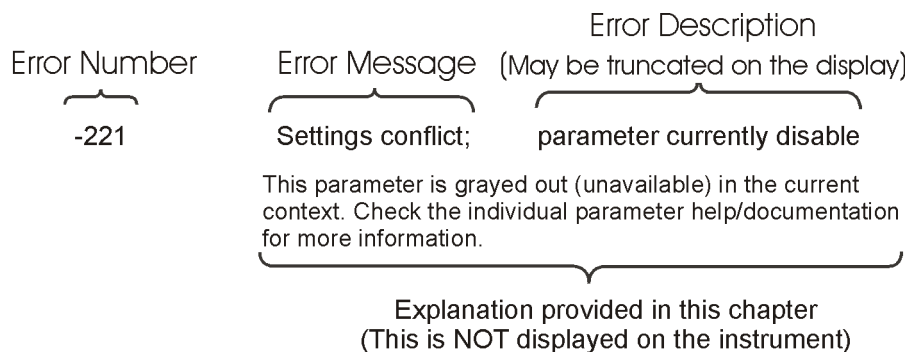 Error Description
Error Number Error Message (May be truncated on the display)
-221 Settings conflict; parameter currently disable
This parameter is grayed out (unavailable) in the current
context. Check the individual parameter help/documentation
for more information.
Explanation provided in this chapter
(This is NOT displayed on the instrument)